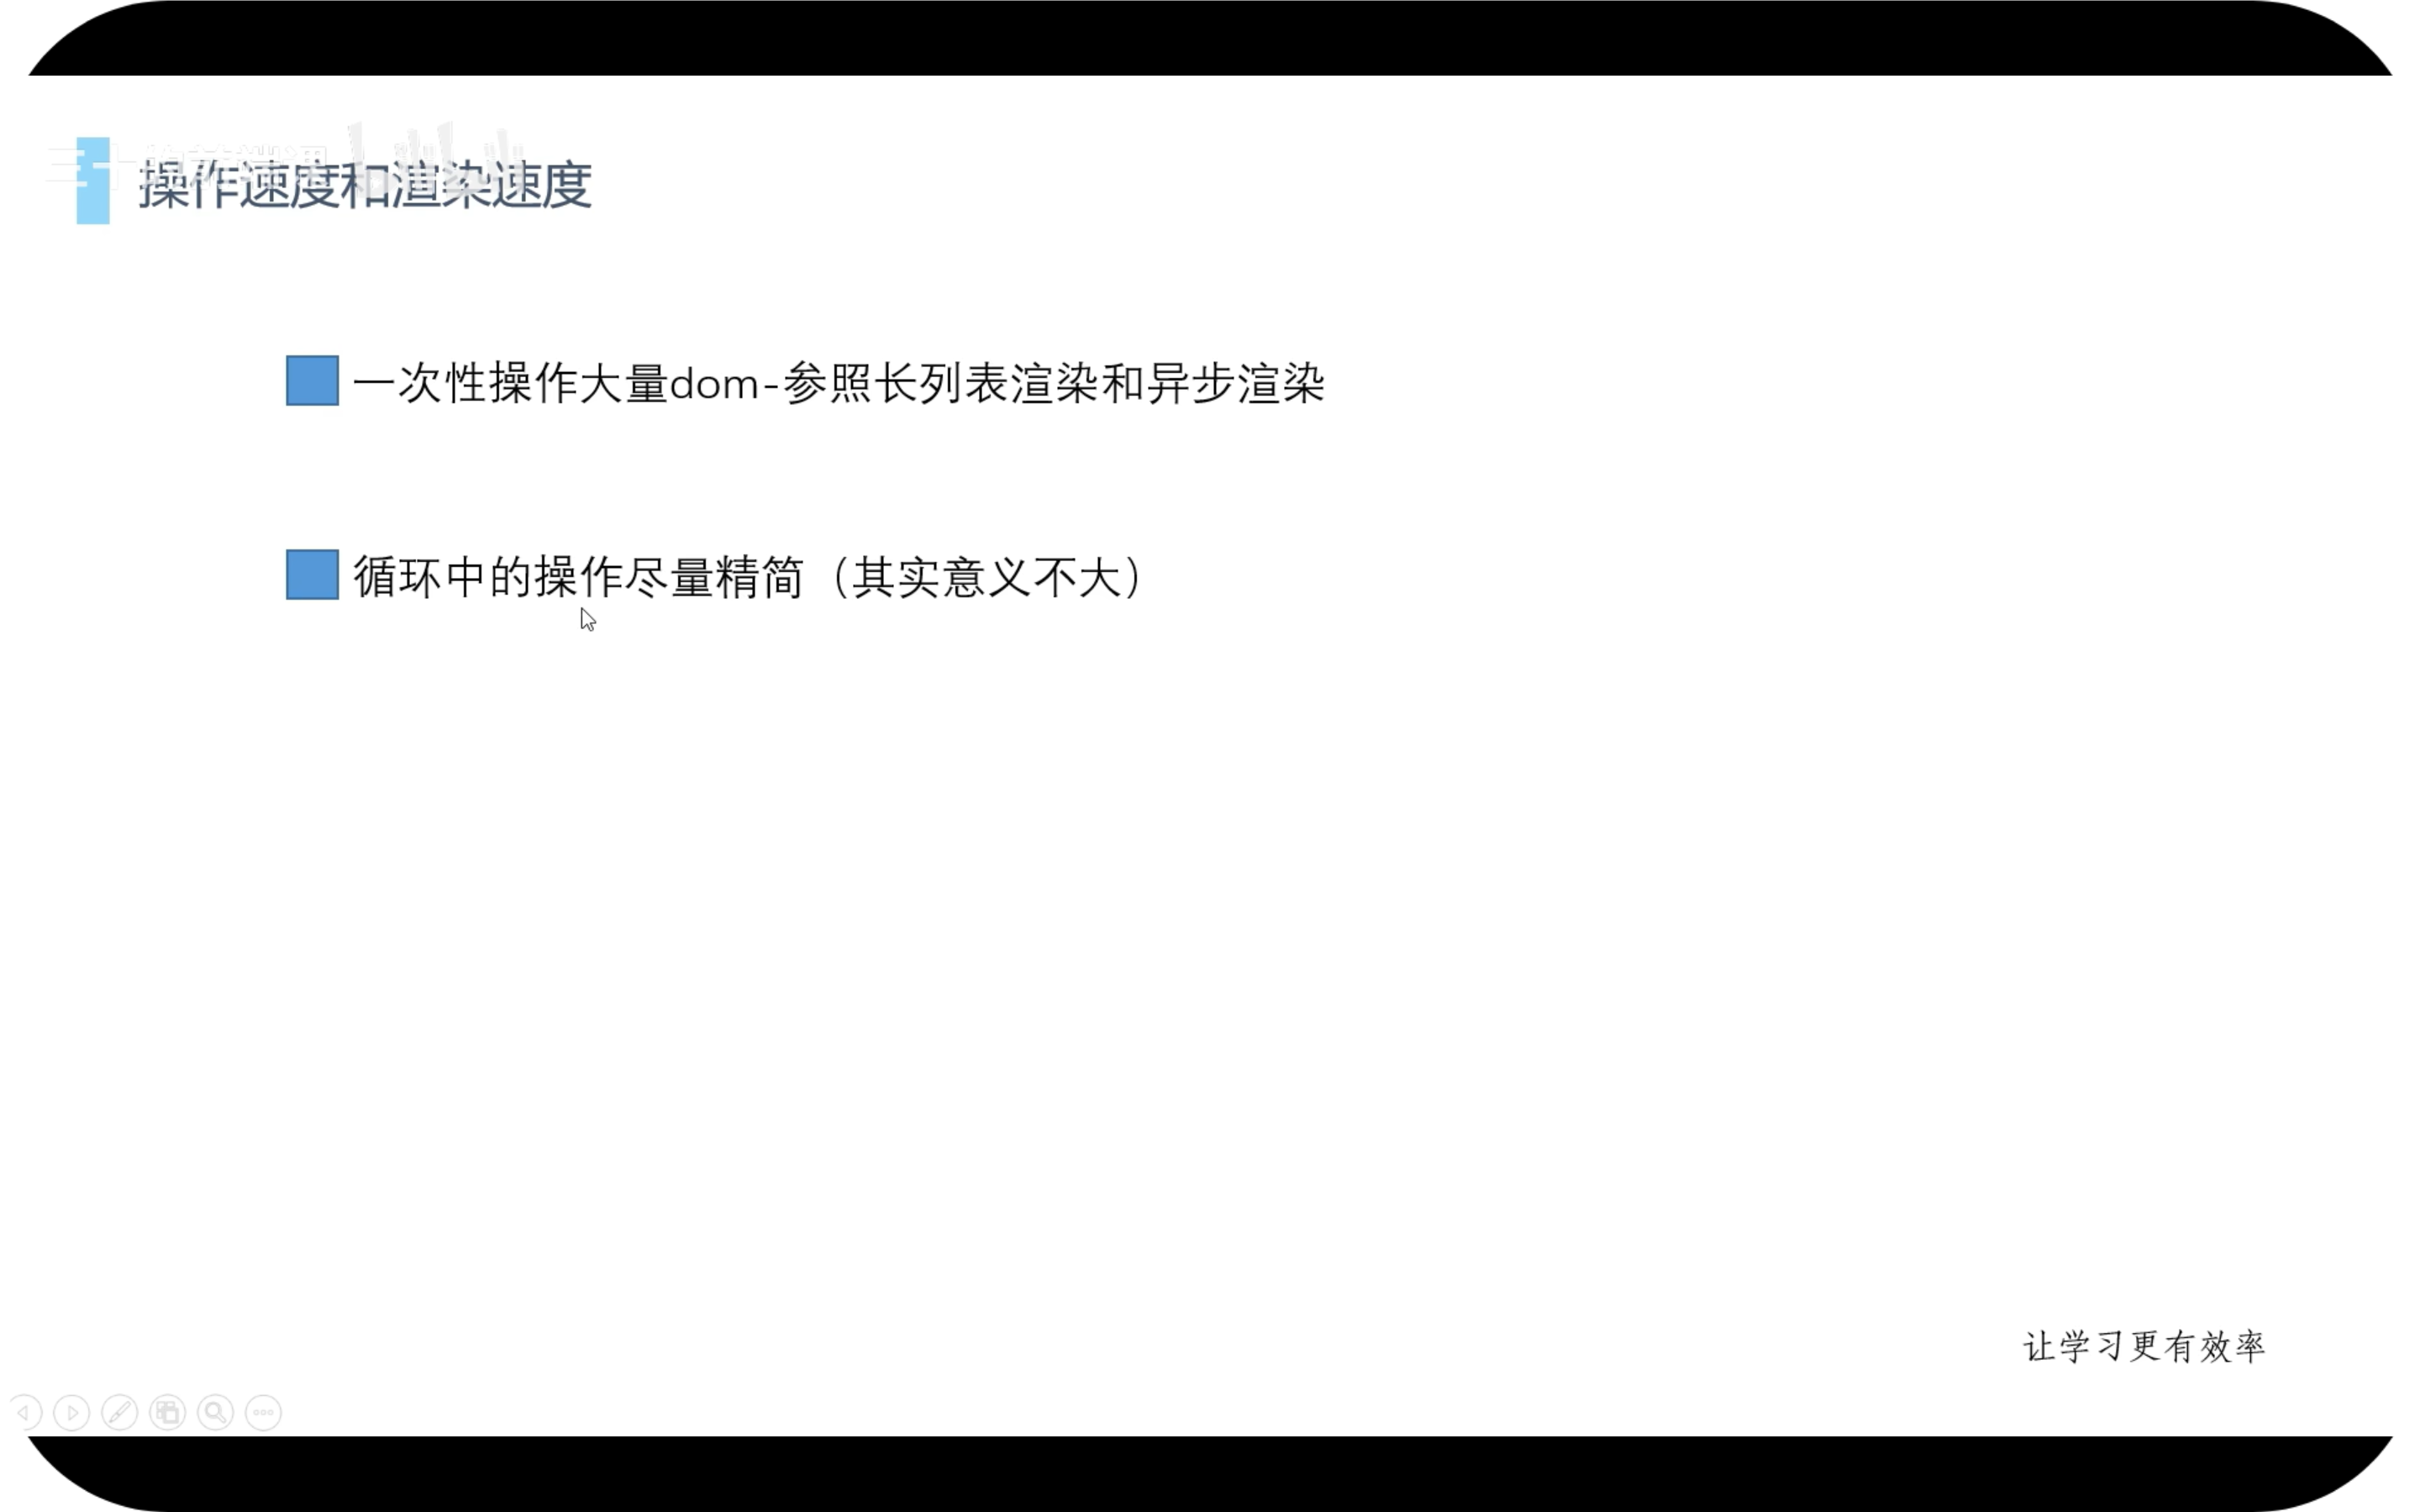 操作速度和渲染速度
一次性操作大量dom-参照长列表渲染和异步渲染
循环中的操作尽量精简（其实意义不大）
让学习更有效率